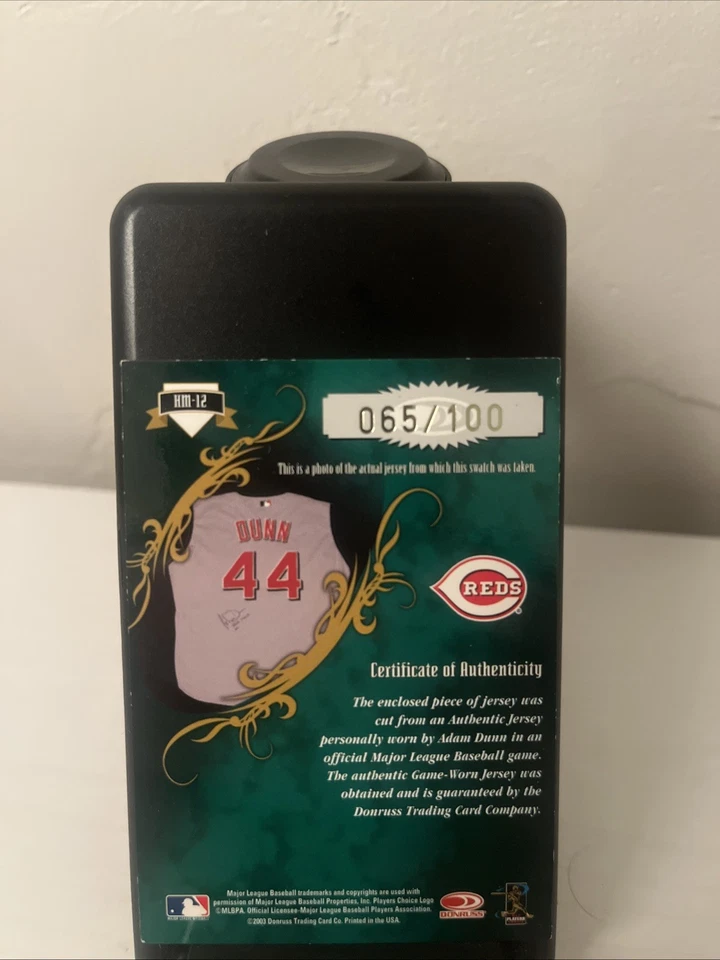 HM-12
065/100
This is a photo of the actual jersey from which this swatch was taken.
DUNN
44
REDS
Certificate of Authenticity
The enclosed piece of jersey was
cut from an Authentic Jersey
personally worn by Adam Dunn in an
official Major League Baseball game.
The authentic Game-Worn Jersey was
obtained and is guaranteed by the
Donruss Trading Card Company.
Major League Baseball trademarks and copyrights are used with
permission of Major League Baseball Properties, Inc. Players Choice Logo
©MLBPA. Official Licensee-Major League Baseball Players Association.
©2003 Donruss Trading Card Co. Printed in the USA.
DONRUSS